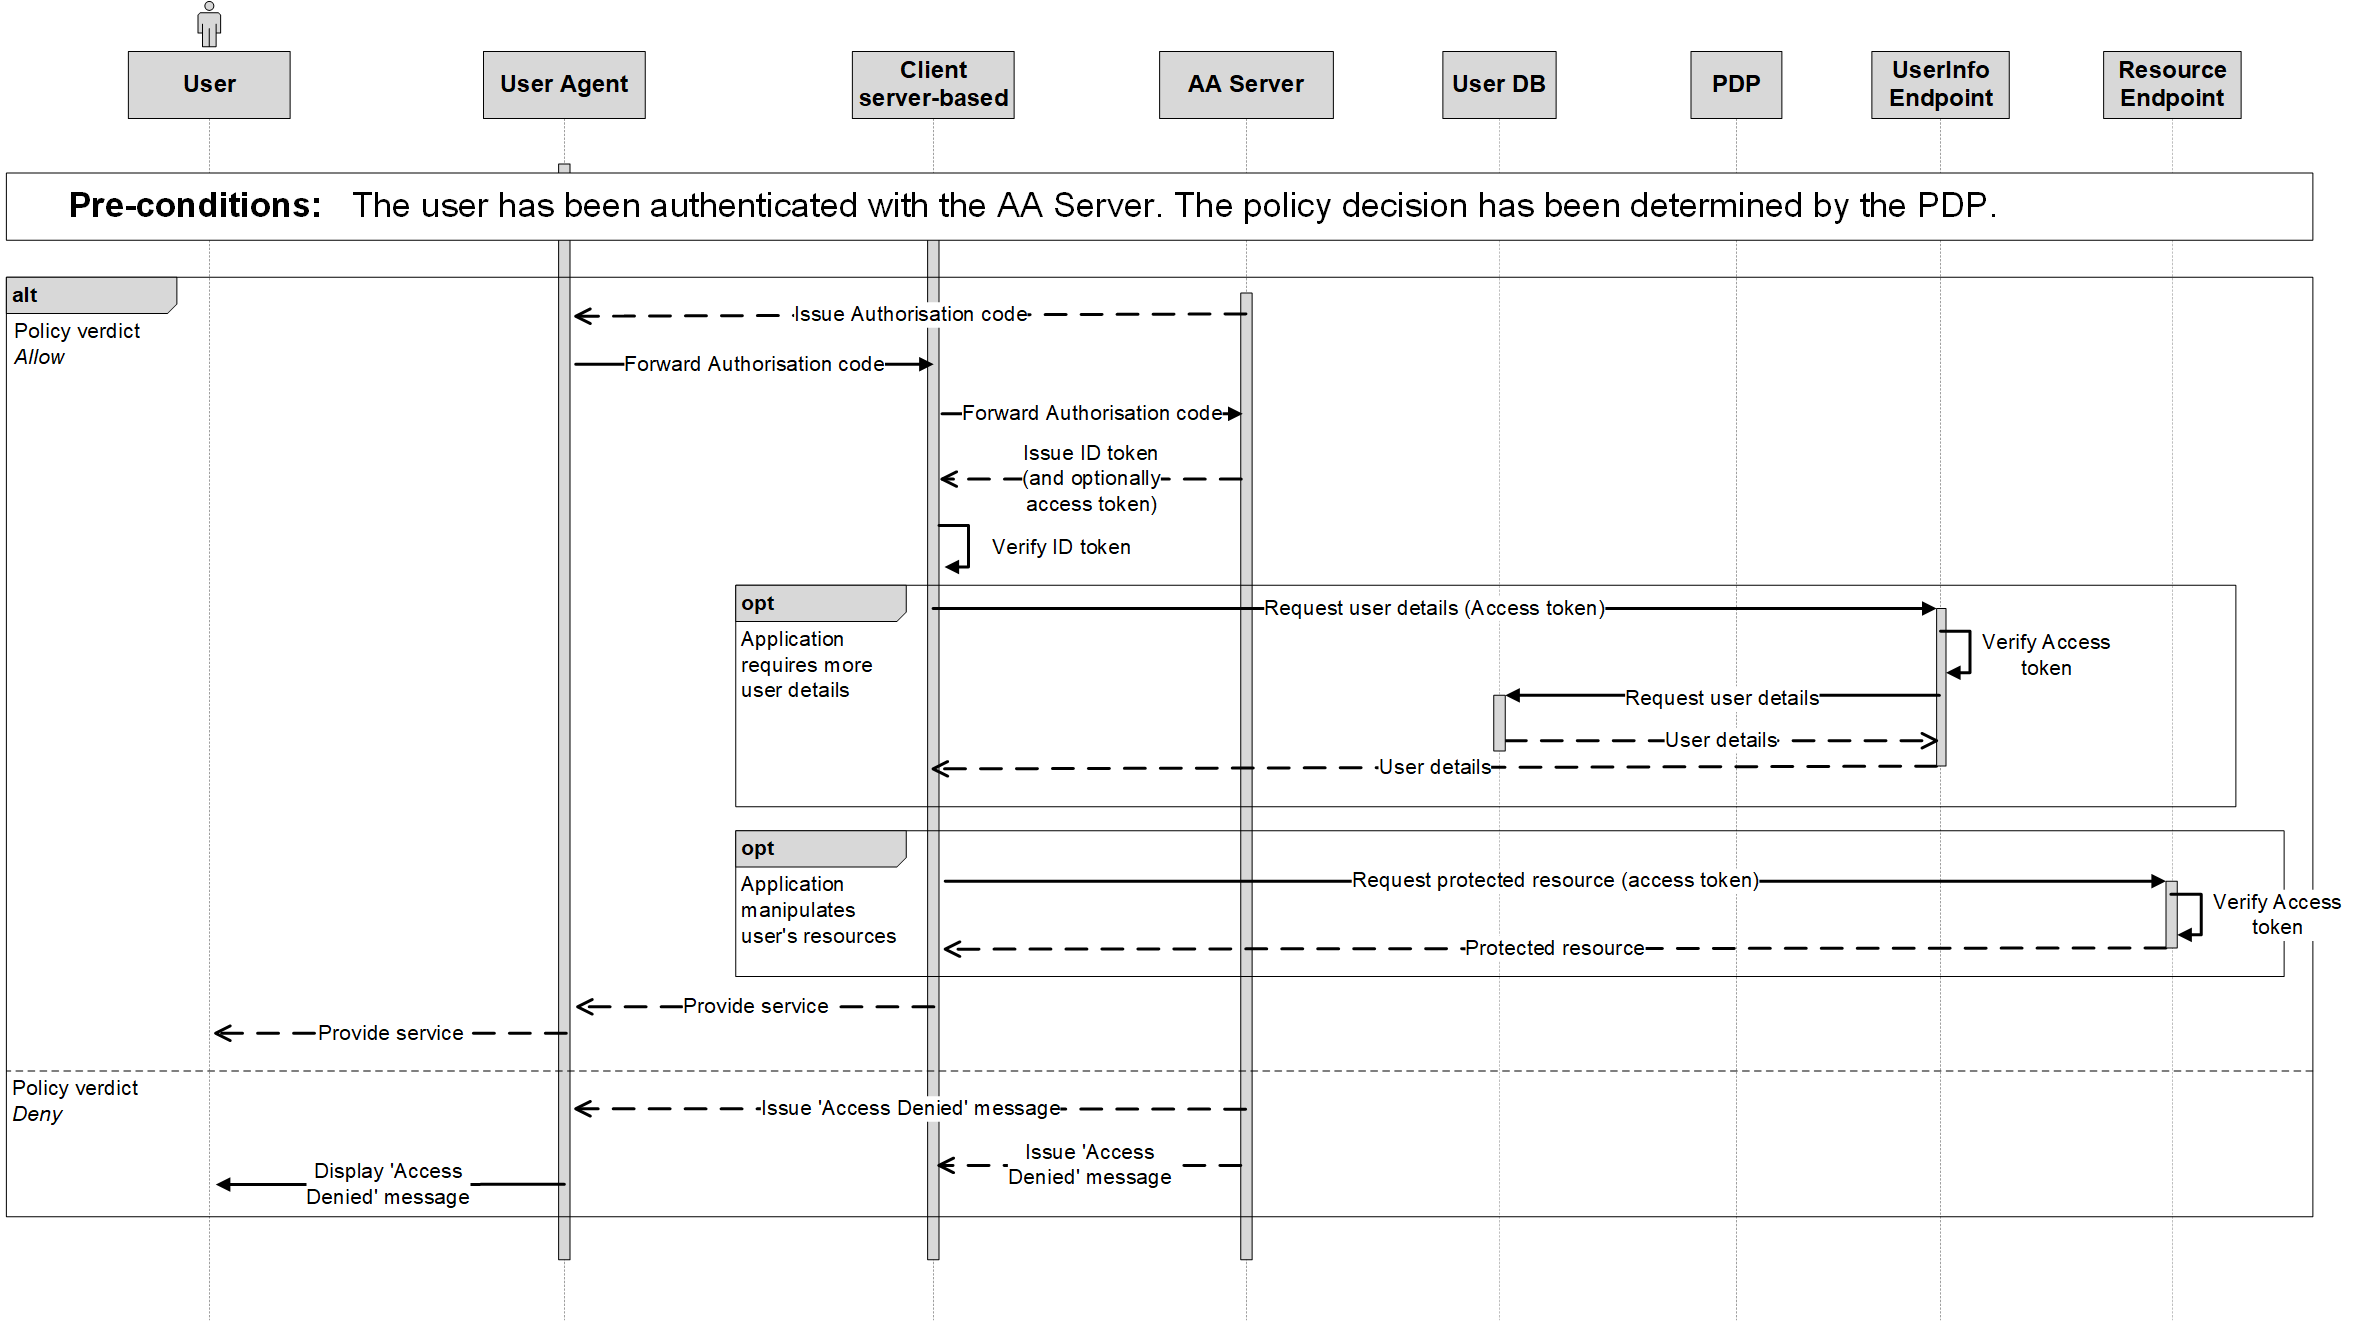 User
User Agent
Client
server-based
AA Server
User DB
PDP
UserInfo
Endpoint
Resource
Endpoint
Pre-conditions: The user has been authenticated with the AA Server. The policy decision has been determined by the PDP.
alt
Policy verdict
Allow
Issue Authorisation code
Forward Authorisation code
Forward Authorisation code
Issue ID token
(and optionally
access token)
Verify ID token
opt
Application
requires more
user details
Request user details (Access token)
Verify Access
token
Request user details
User details
User details
opt
Application
manipulates
user's resources
Request protected resource (access token)
Verify Access
token
Protected resource
Provide service
Provide service
Policy verdict
Deny
Issue 'Access Denied' message
Issue 'Access
Denied' message
Display 'Access
Denied' message